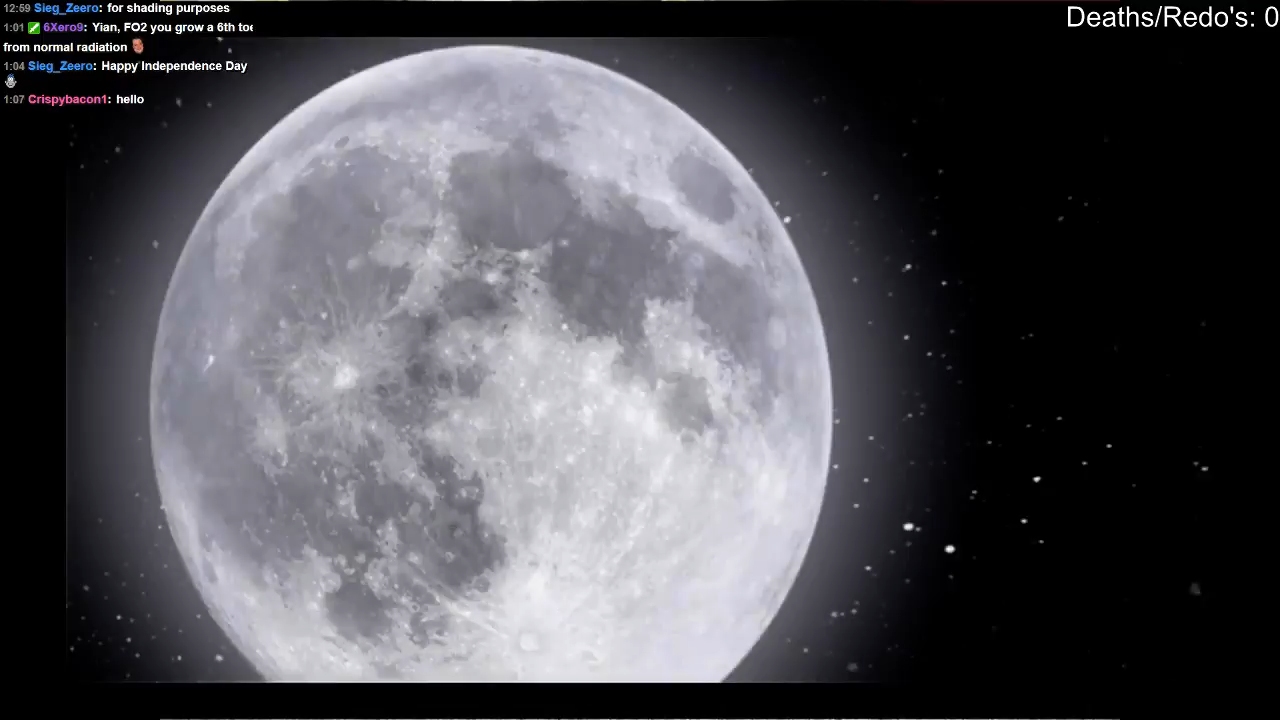 12:59 Sieg_Zeero: for shading purposes
1:01 6Xero9: Yian, FO2 you grow a 6th toe
from normal radiation
1:04 Sieg_Zeero: Happy Independence Day
1:07 Crispybacon1: hello
Deaths/Redo's: 0